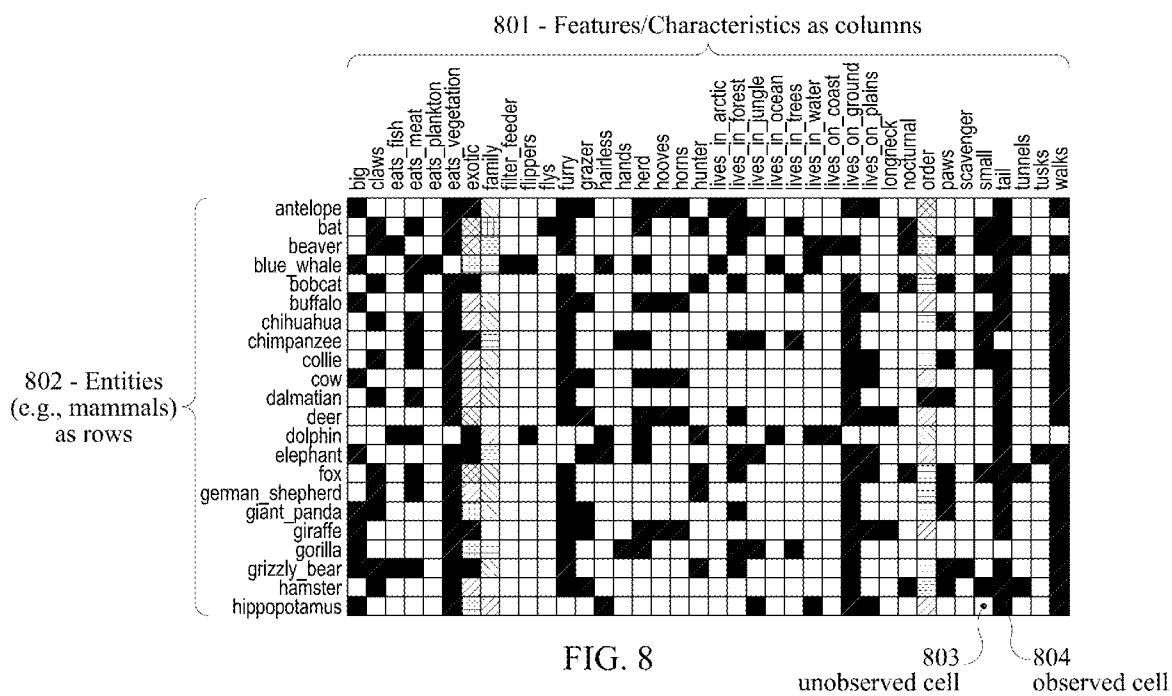 801 - Features/Characteristics as columns
big
claws
eats_fish
eats_meat
eats_plankton
eats_vegetation
exotic
family
filter_feeder
flippers
flys
furry
grazer
hairless
hands
herd
hooves
horns
hunter
lives_in_arctic
lives_in_forest
lives_in_jungle
lives_in_ocean
lives_in_trees
lives_in_water
lives_on_coast
lives_on_ground
lives_on_plains
longneck
nocturnal
order
paws
scavenger
small
tail
tunnels
tusks
walks
802 - Entities
(e.g., mammals)
as rows
antelope
bat
beaver
blue_whale
bobcat
buffalo
chihuahua
chimpanzee
collie
cow
dalmatian
deer
dolphin
elephant
fox
german_shepherd
giant_panda
giraffe
gorilla
grizzly_bear
hamster
hippopotamus
803
unobserved cell
804
observed cell
FIG. 8